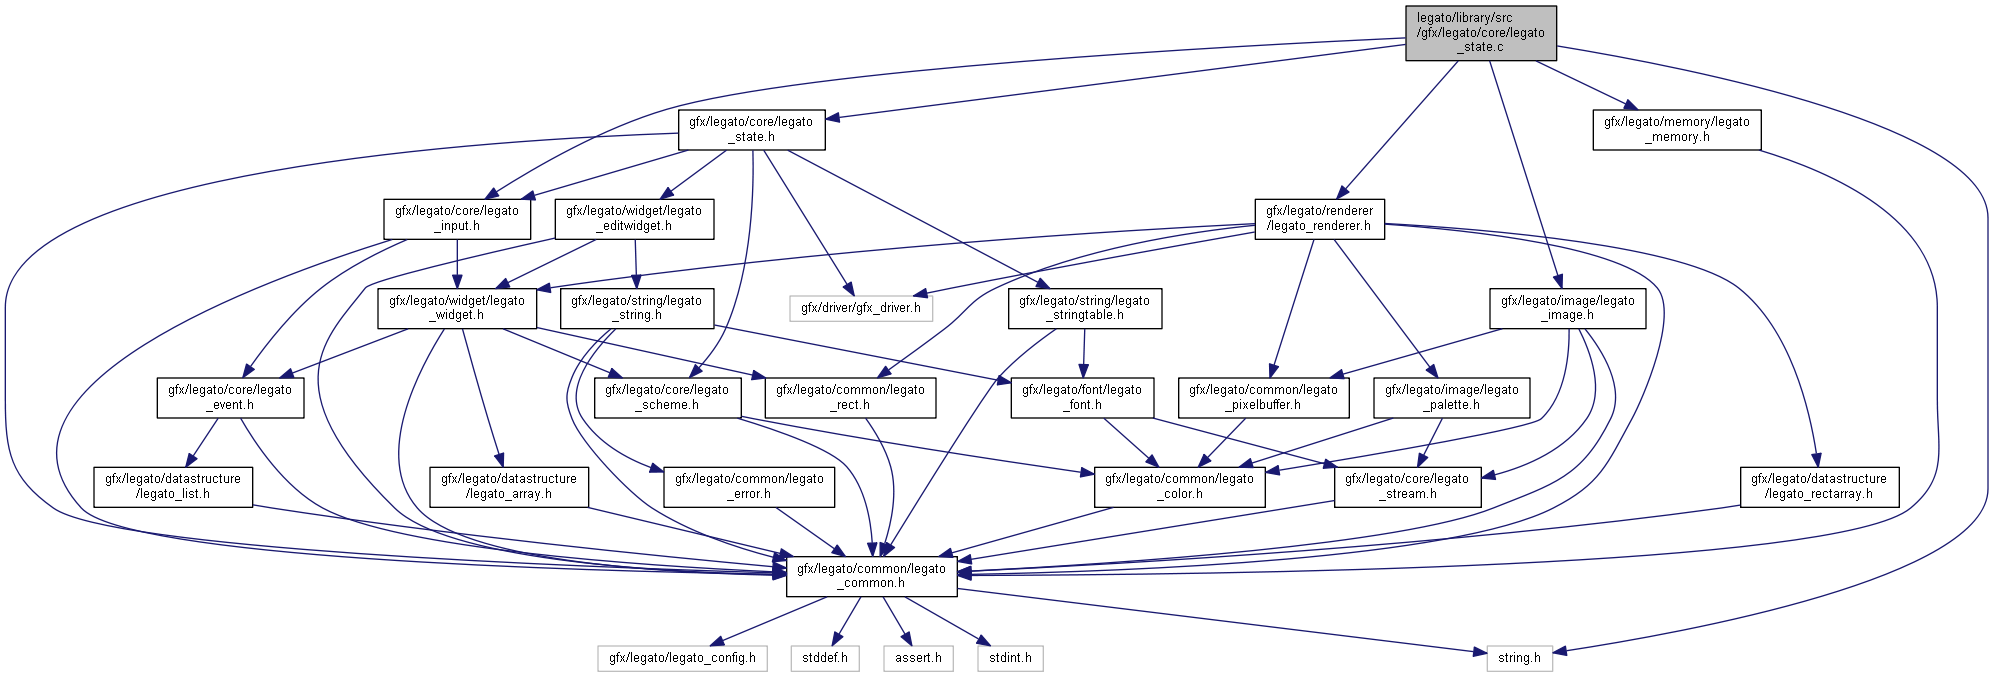 legato/library/src
/gfx/legato/core/legato
_state.c
gfx/legato/core/legato
_state.h
gfx/legato/memory/legato
_memory.h
gfx/legato/core/legato
_input.h
gfx/legato/widget/legato
_editwidget.h
gfx/legato/renderer
/legato_renderer.h
gfx/legato/widget/legato
_widget.h
gfx/legato/string/legato
_string.h
gfx/driver/gfx_driver.h
gfx/legato/string/legato
_stringtable.h
gfx/legato/image/legato
_image.h
gfx/legato/core/legato
_event.h
gfx/legato/core/legato
_scheme.h
gfx/legato/common/legato
_rect.h
gfx/legato/font/legato
_font.h
gfx/legato/common/legato
_pixelbuffer.h
gfx/legato/image/legato
_palette.h
gfx/legato/datastructure
/legato_list.h
gfx/legato/datastructure
/legato_array.h
gfx/legato/common/legato
_error.h
gfx/legato/common/legato
_color.h
gfx/legato/core/legato
_stream.h
gfx/legato/datastructure
/legato_rectarray.h
gfx/legato/common/legato
_common.h
gfx/legato/legato_config.h
stddef.h
assert.h
stdint.h
string.h